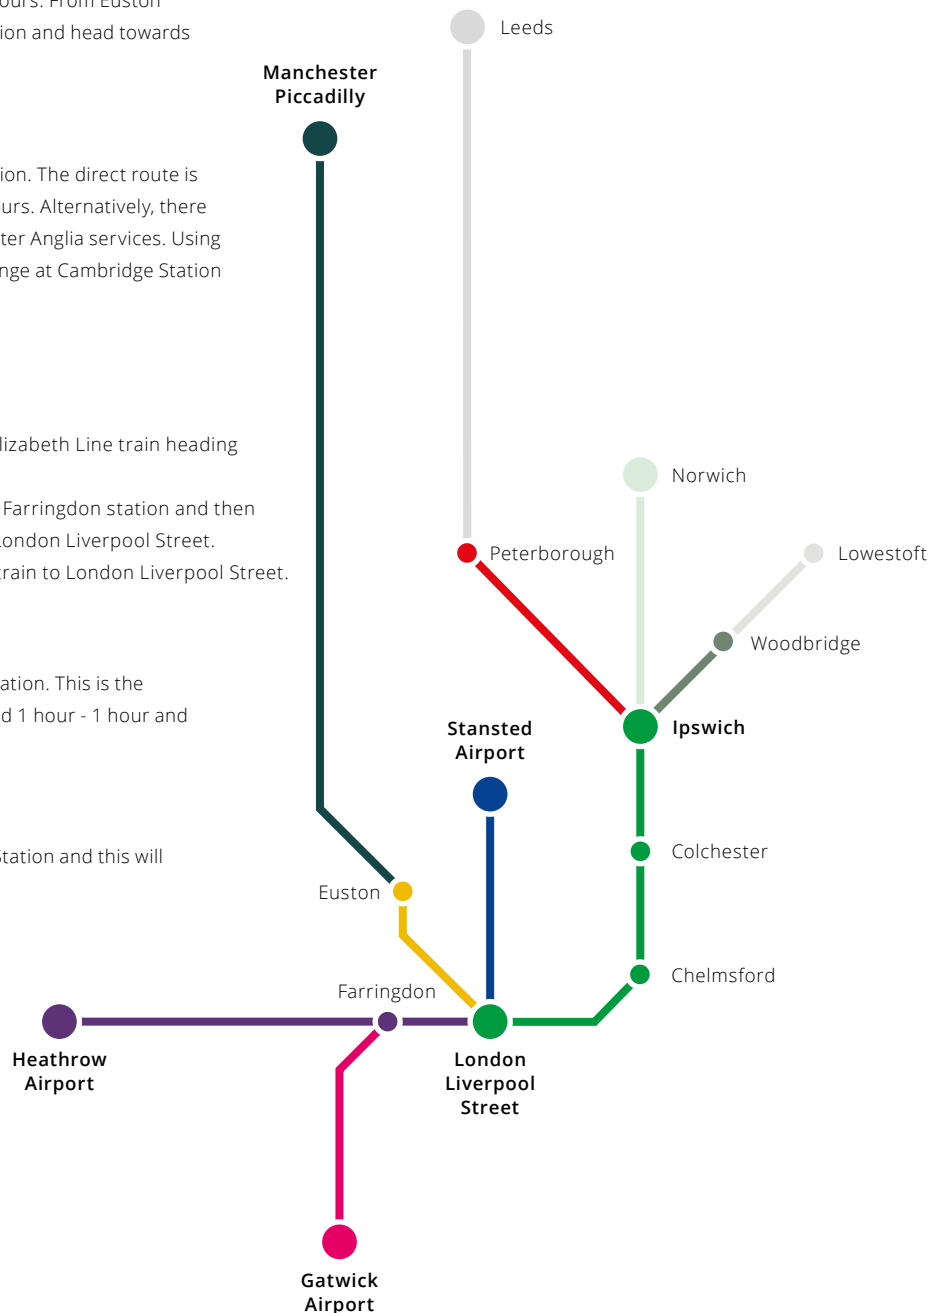 ion and head towards
Leeds
Manchester
Piccadilly
ion. The direct route is
urs. Alternatively, there
ter Anglia services. Using
nge at Cambridge Station
lizabeth Line train heading
Farringdon station and then
London Liverpool Street.
train to London Liverpool Street.
Norwich
Peterborough
Lowestoft
Woodbridge
ation. This is the
d 1 hour - 1 hour and
Stansted
Airport
Ipswich
Station and this will
Colchester
Euston
Chelmsford
Farringdon
Heathrow
Airport
London
Liverpool
Street
Gatwick
Airport